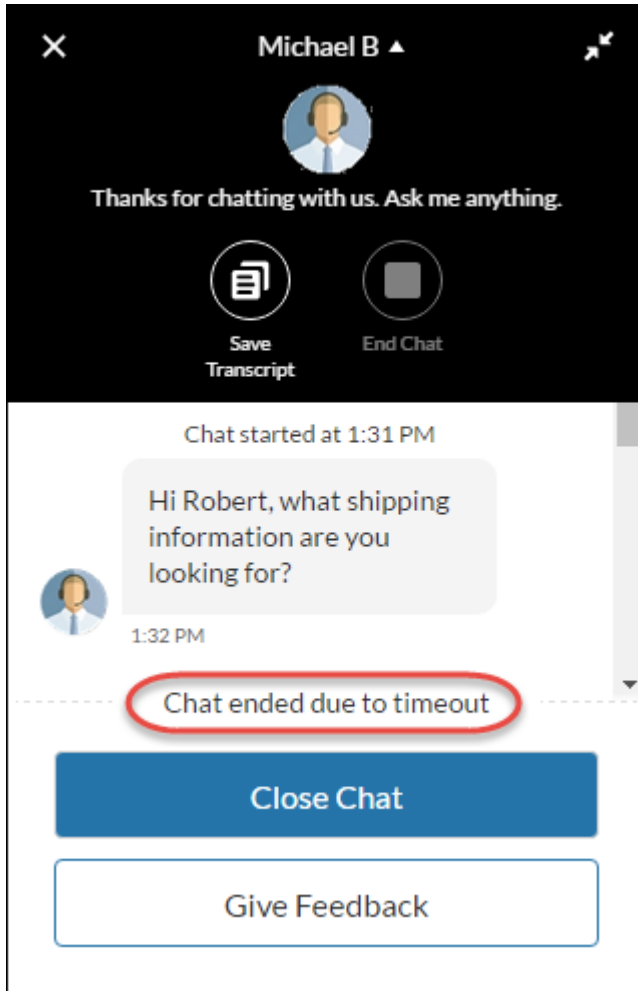 Michael B
Thanks for chatting with us. Ask me anything.
Save
Transcript
End Chat
Chat started at 1:31 PM
Hi Robert, what shipping
information are you
looking for?
1:32 PM
Chat ended due to timeout
Close Chat
Give Feedback